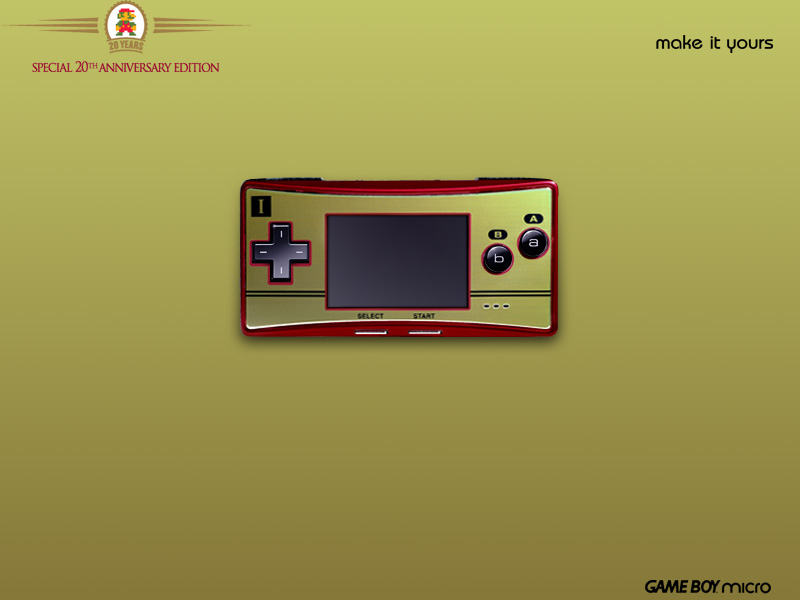 20 YEARS
SPECIAL 20TH ANNIVERSARY EDITION
make it yours
I
A
a
B
b
SELECT START
GAME BOY micro